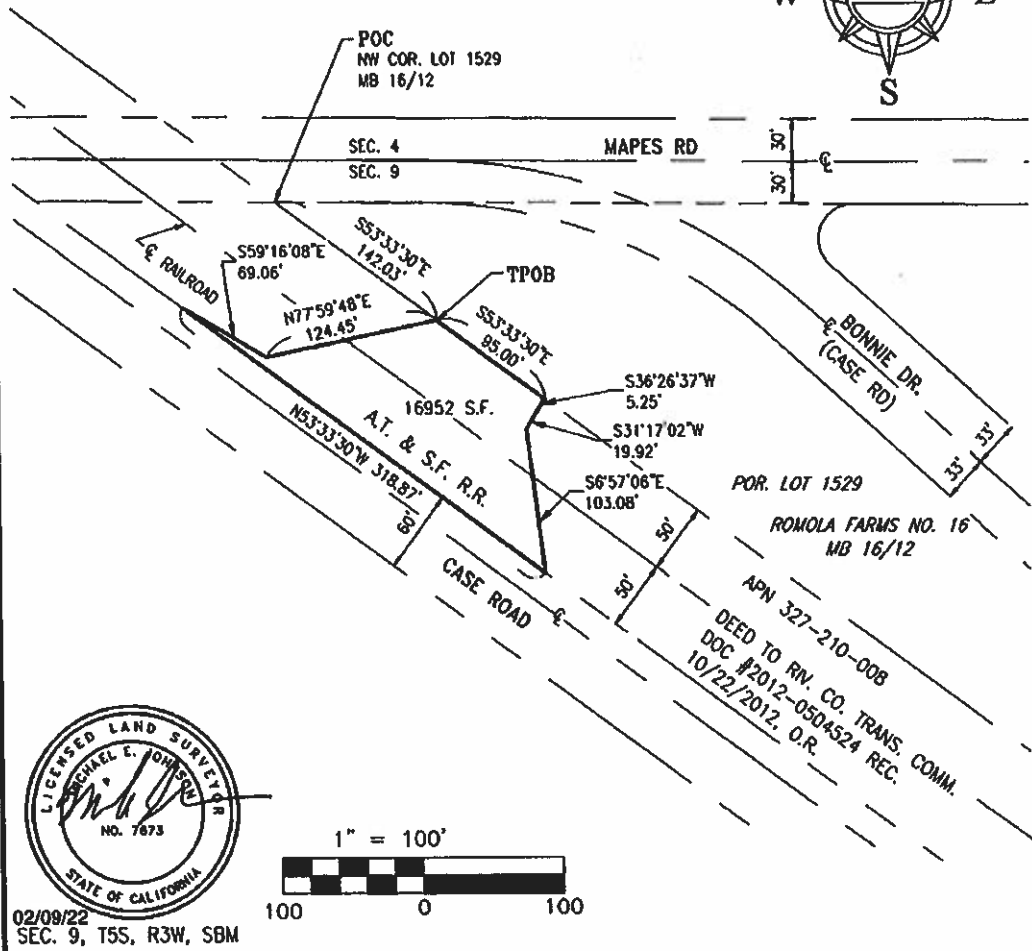 W
E
S
POC
NW COR. LOT 1529
MB 16/12
SEC. 4
SEC. 9
MAPES RD
30'
30'
℄
℄ RAILROAD
S59°16'08"E
69.06'
N77°59'48"E
124.45'
S53°33'30"E
142.03'
TPOB
S53°33'30"E
95.00'
℄ BONNIE DR.
(CASE RD)
33'
33'
S36°26'37"W
5.25'
S31°17'02"W
19.92'
S6°57'06"E
103.08'
16952 S.F.
A.T. & S.F. R.R.
N53°33'30"W 318.87'
60'
CASE ROAD
℄
50'
50'
POR. LOT 1529
ROMOLA FARMS NO. 16
MB 16/12
APN 327-210-008
DEED TO RIV. CO. TRANS. COMM.
DOC #2012-0504524 REC.
10/22/2012, O.R.
LICENSED LAND SURVEYOR
MICHAEL E. JOHNSON
NO. 7673
STATE OF CALIFORNIA
02/09/22
SEC. 9, T5S, R3W, SBM
1" = 100'
100
0
100